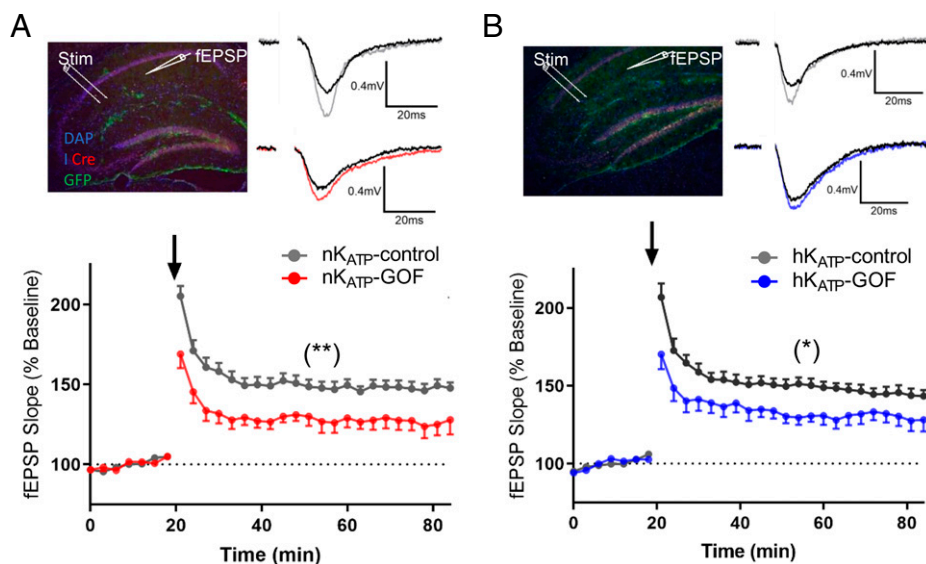 A
Stim
fEPSP
DAP
I Cre
GFP
0.4mV
20ms
0.4mV
20ms
nKATP-control
nKATP-GOF
fEPSP Slope (% Baseline)
200
150
100
(**)
0
20
40
60
80
Time (min)
B
Stim
fEPSP
0.4mV
20ms
0.4mV
20ms
hKATP-control
hKATP-GOF
fEPSP Slope (% Baseline)
200
150
100
(*)
0
20
40
60
80
Time (min)